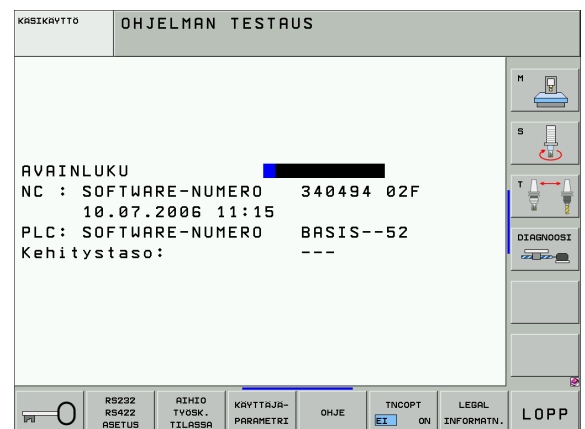 KÄSIKÄYTTÖ
OHJELMAN TESTAUS
M
S
T
DIAGNOOSI
AVAINLUKU
NC : SOFTWARE-NUMERO 340494 02F
10.07.2006 11:15
PLC: SOFTWARE-NUMERO BASIS--52
Kehitystaso: ---
RS232
RS422
ASETUS
AIHIO
TYÖSK.
TILASSA
KÄYTTÄJÄ-
PARAMETRI
OHJE
TNCOPT
EI ON
LEGAL
INFORMATN.
LOPP